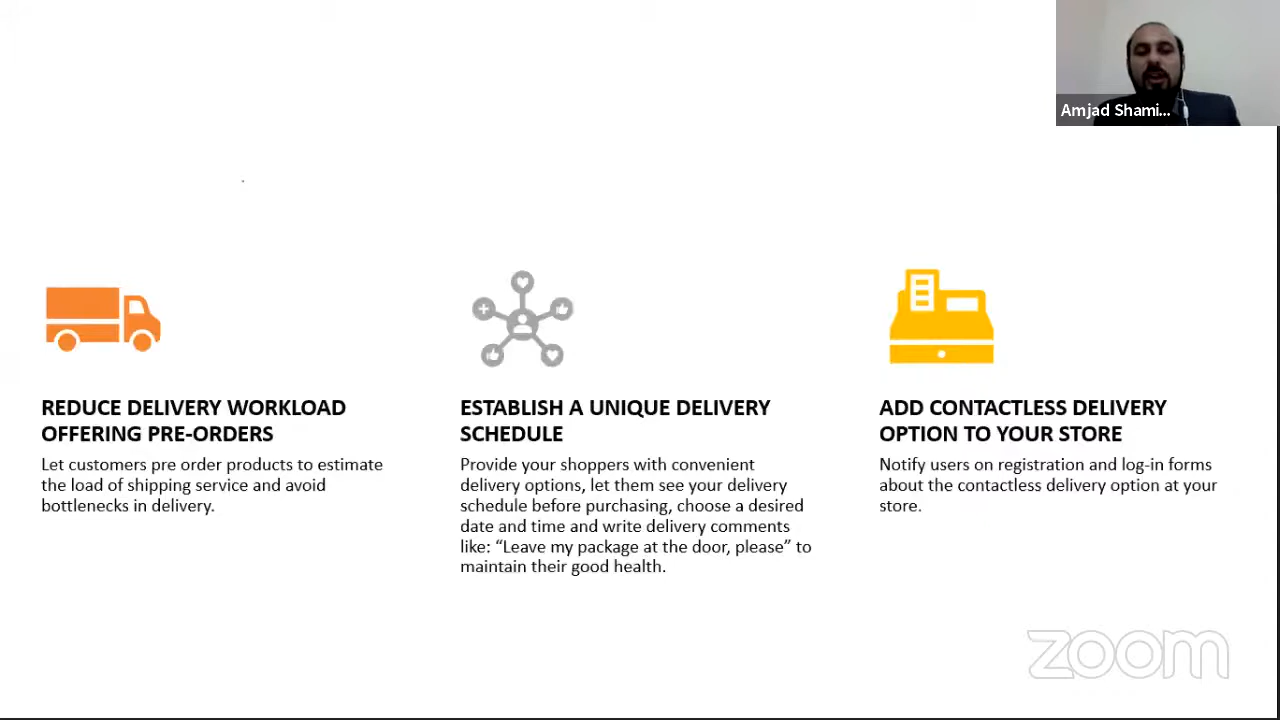 Amjad Shami...
REDUCE DELIVERY WORKLOAD
OFFERING PRE-ORDERS
Let customers pre order products to estimate
the load of shipping service and avoid
bottlenecks in delivery.
ESTABLISH A UNIQUE DELIVERY
SCHEDULE
Provide your shoppers with convenient
delivery options, let them see your delivery
schedule before purchasing, choose a desired
date and time and write delivery comments
like: “Leave my package at the door, please” to
maintain their good health.
ADD CONTACTLESS DELIVERY
OPTION TO YOUR STORE
Notify users on registration and log-in forms
about the contactless delivery option at your
store.
zoom